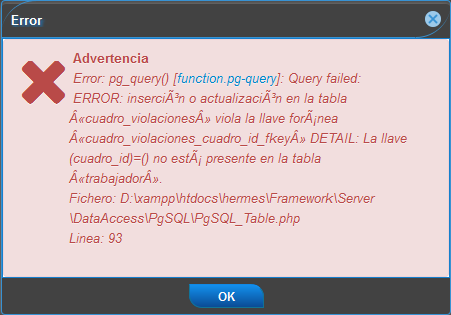 Error
Advertencia
Error: pg_query() [function.pg-query]: Query failed:
ERROR: inserciÃ³n o actualizaciÃ³n en la tabla
Â«cuadro_violacionesÂ» viola la llave forÃ¡nea
Â«cuadro_violaciones_cuadro_id_fkeyÂ» DETAIL: La llave
(cuadro_id)=() no estÃ¡ presente en la tabla
Â«trabajadorÂ».
Fichero: D:\xampp\htdocs\hermes\Framework\Server
\DataAccess\PgSQL\PgSQL_Table.php
Linea: 93
OK